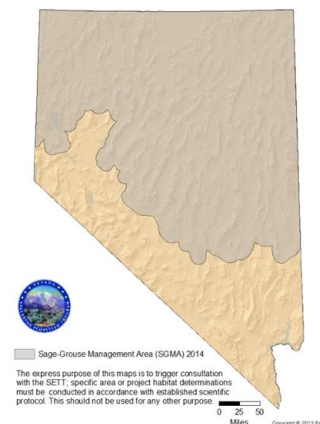 Sage-Grouse Management Area (SGMA) 2014
The express purpose of this maps is to trigger consultation
with the SETT; specific area or project habitat determinations
must be conducted in accordance with established scientific
protocol. This should not be used for any other purpose.
0 25 50
Miles
Copyright:© 2013